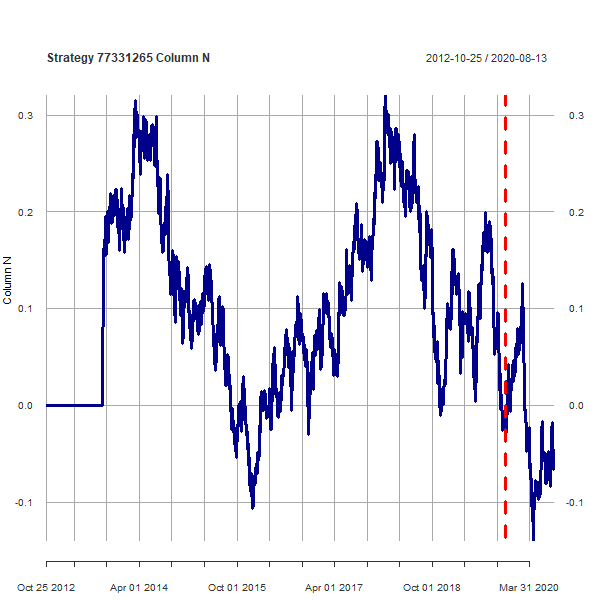 Strategy 77331265 Column N
2012-10-25 / 2020-08-13
0.3
0.3
0.2
0.2
Column N
0.1
0.1
0.0
0.0
-0.1
-0.1
Oct 25 2012
Apr 01 2014
Oct 01 2015
Apr 01 2017
Oct 01 2018
Mar 31 2020